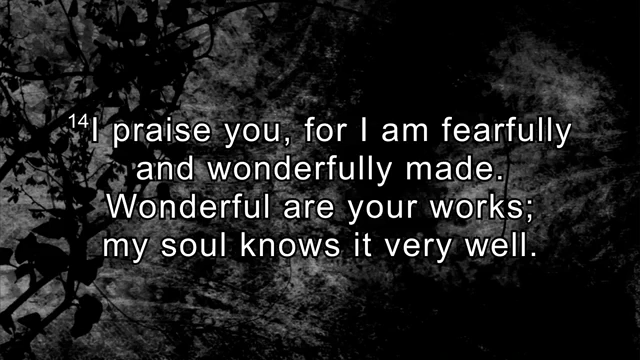 ¹⁴I praise you, for I am fearfully
and wonderfully made.
Wonderful are your works;
my soul knows it very well.